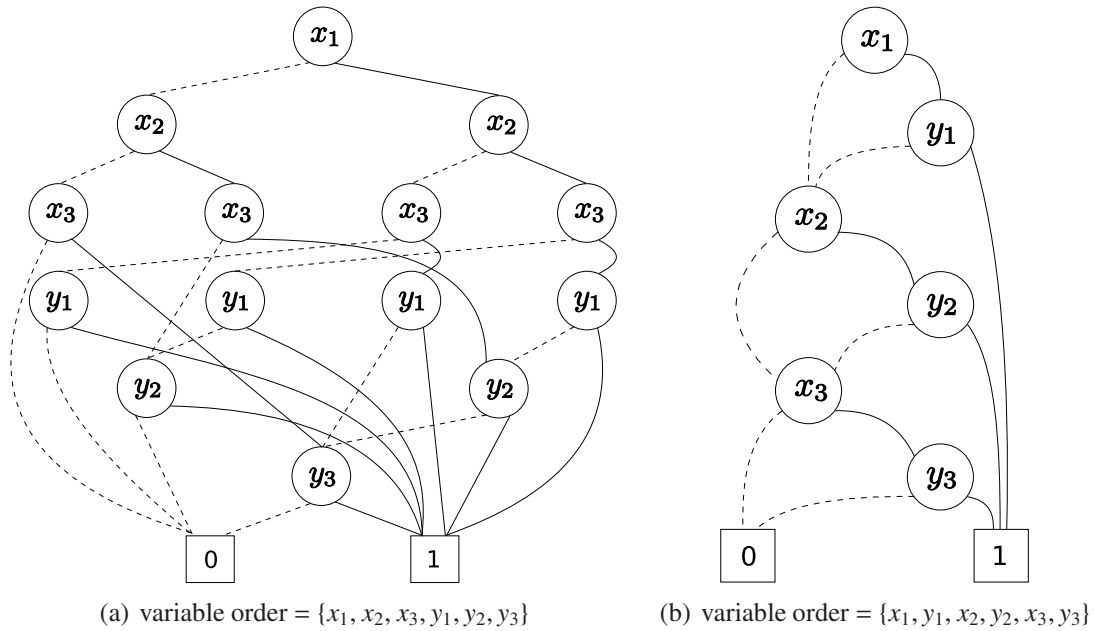 x₁
x₂ x₂
x₃ x₃ x₃ x₃
y₁ y₁ y₁ y₁
y₂ y₂
y₃
0 1
(a) variable order = {x₁, x₂, x₃, y₁, y₂, y₃}
x₁
y₁
x₂
y₂
x₃
y₃
0 1
(b) variable order = {x₁, y₁, x₂, y₂, x₃, y₃}